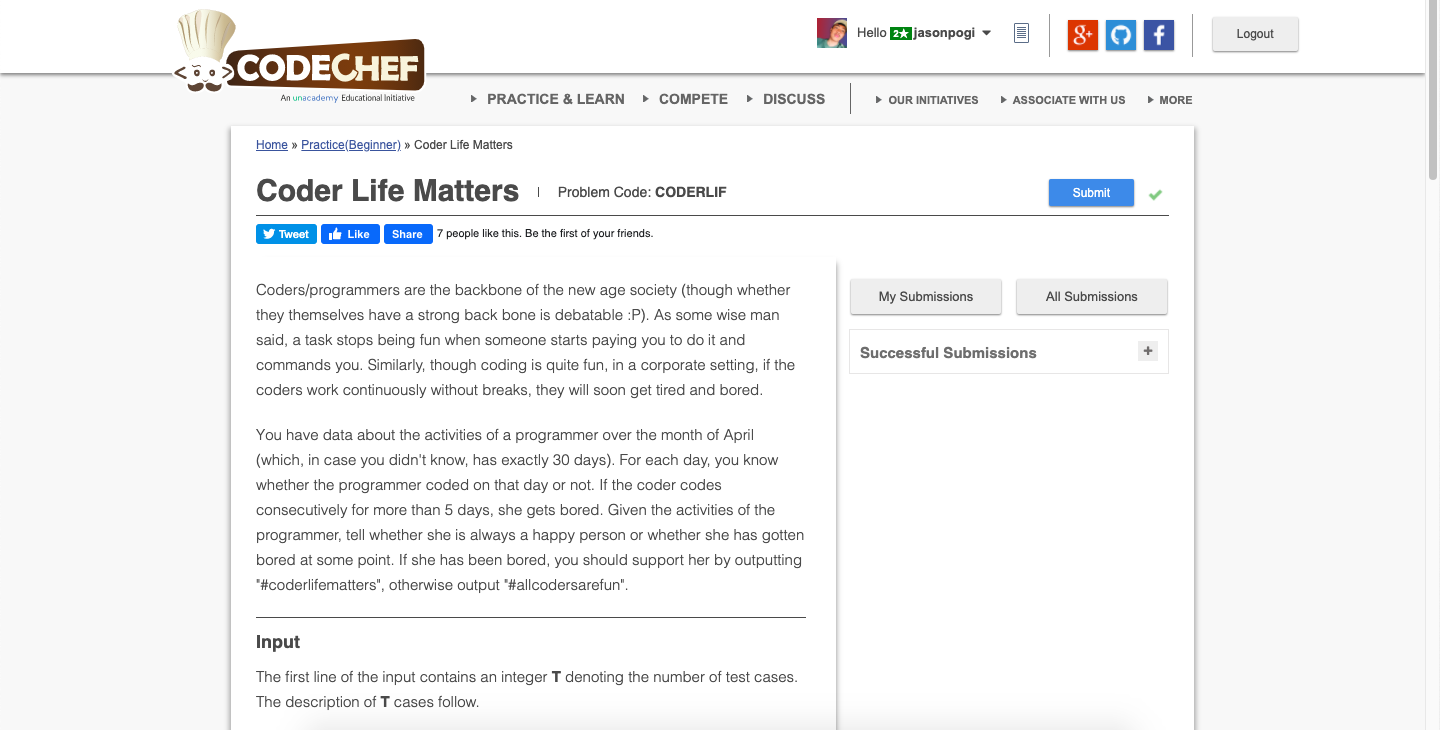 Hello 2★ jasonpogi
Logout
CODECHEF
An unacademy Educational Initiative
PRACTICE & LEARN COMPETE DISCUSS OUR INITIATIVES ASSOCIATE WITH US MORE
Home » Practice(Beginner) » Coder Life Matters
Coder Life Matters | Problem Code: CODERLIF Submit
Tweet Like Share 7 people like this. Be the first of your friends.
Coders/programmers are the backbone of the new age society (though whether
they themselves have a strong back bone is debatable :P). As some wise man
said, a task stops being fun when someone starts paying you to do it and
commands you. Similarly, though coding is quite fun, in a corporate setting, if the
coders work continuously without breaks, they will soon get tired and bored.
You have data about the activities of a programmer over the month of April
(which, in case you didn't know, has exactly 30 days). For each day, you know
whether the programmer coded on that day or not. If the coder codes
consecutively for more than 5 days, she gets bored. Given the activities of the
programmer, tell whether she is always a happy person or whether she has gotten
bored at some point. If she has been bored, you should support her by outputting
"#coderlifematters", otherwise output "#allcodersarefun".
Input
The first line of the input contains an integer T denoting the number of test cases.
The description of T cases follow.
My Submissions All Submissions
Successful Submissions +